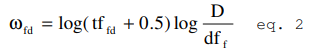 ω_fd = log(tf_fd + 0.5) log D/df_f eq. 2